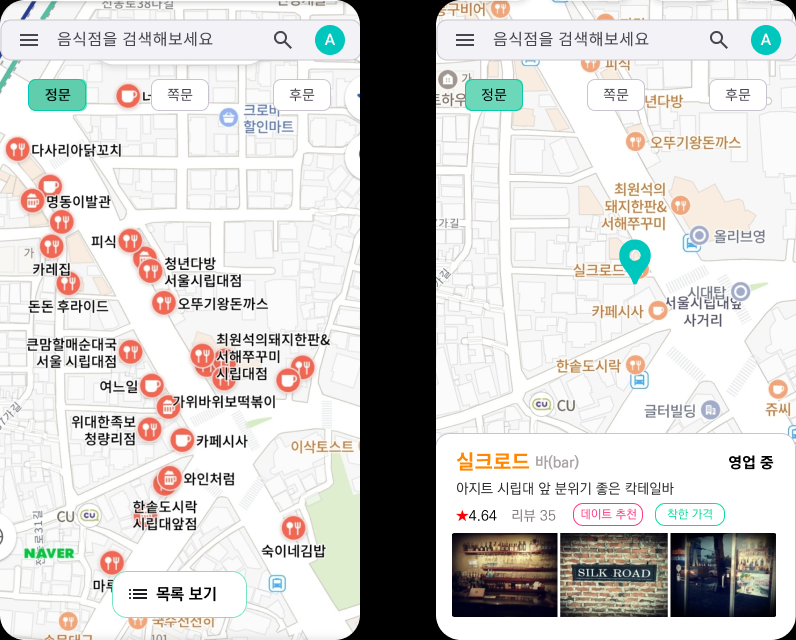 음식점을 검색해보세요
A
정문
쪽문
후문
크로바
할인마트
다사리아닭꼬치
명동이발관
피식
청년다방
서울시립대점
카레집
오뚜기왕돈까스
돈돈 후라이드
큰맘할매순대국
서울 시립대점
최원석의돼지한판&
서해쭈꾸미
시립대점
여느일
가위바위보떡볶이
위대한족보
청량리점
카페시사
이삭토스트
와인처럼
한솥도시락
시립대앞점
CU
NAVER
숙이네김밥
목록 보기
101
음식점을 검색해보세요
A
피식
정문
쪽문
후문
년다방
오뚜기왕돈까스
최원석의
돼지한판&
서해쭈꾸미
올리브영
실크로드
시대탑
카페시사
서울시립대앞
사거리
한솥도시락
CU
글터빌딩
쥬씨
실크로드 바(bar)
영업 중
아지트 시립대 앞 분위기 좋은 칵테일바
★4.64 리뷰 35 데이트 추천 착한 가격
SILK ROAD